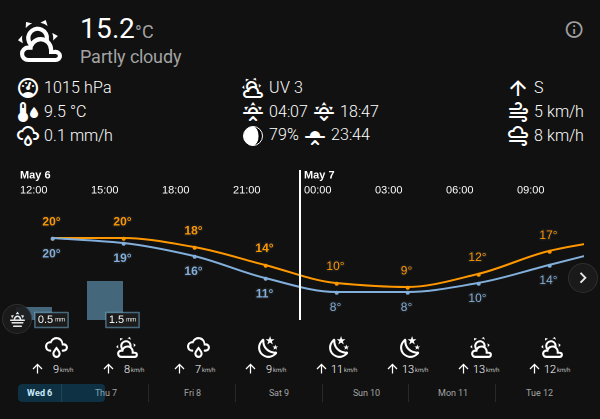 15.2°C
Partly cloudy
1015 hPa UV 3 S
9.5 °C 04:07 18:47 5 km/h
0.1 mm/h 79% 23:44 8 km/h
May 6 May 7
12:00 15:00 18:00 21:00 00:00 03:00 06:00 09:00
20° 20° 18° 14° 10° 9° 12° 17°
20° 19° 16° 11° 8° 8° 10° 14°
0.5 mm 1.5 mm
9 km/h 8 km/h 7 km/h 9 km/h 11 km/h 13 km/h 13 km/h 12 km/h
Wed 6 Thu 7 Fri 8 Sat 9 Sun 10 Mon 11 Tue 12